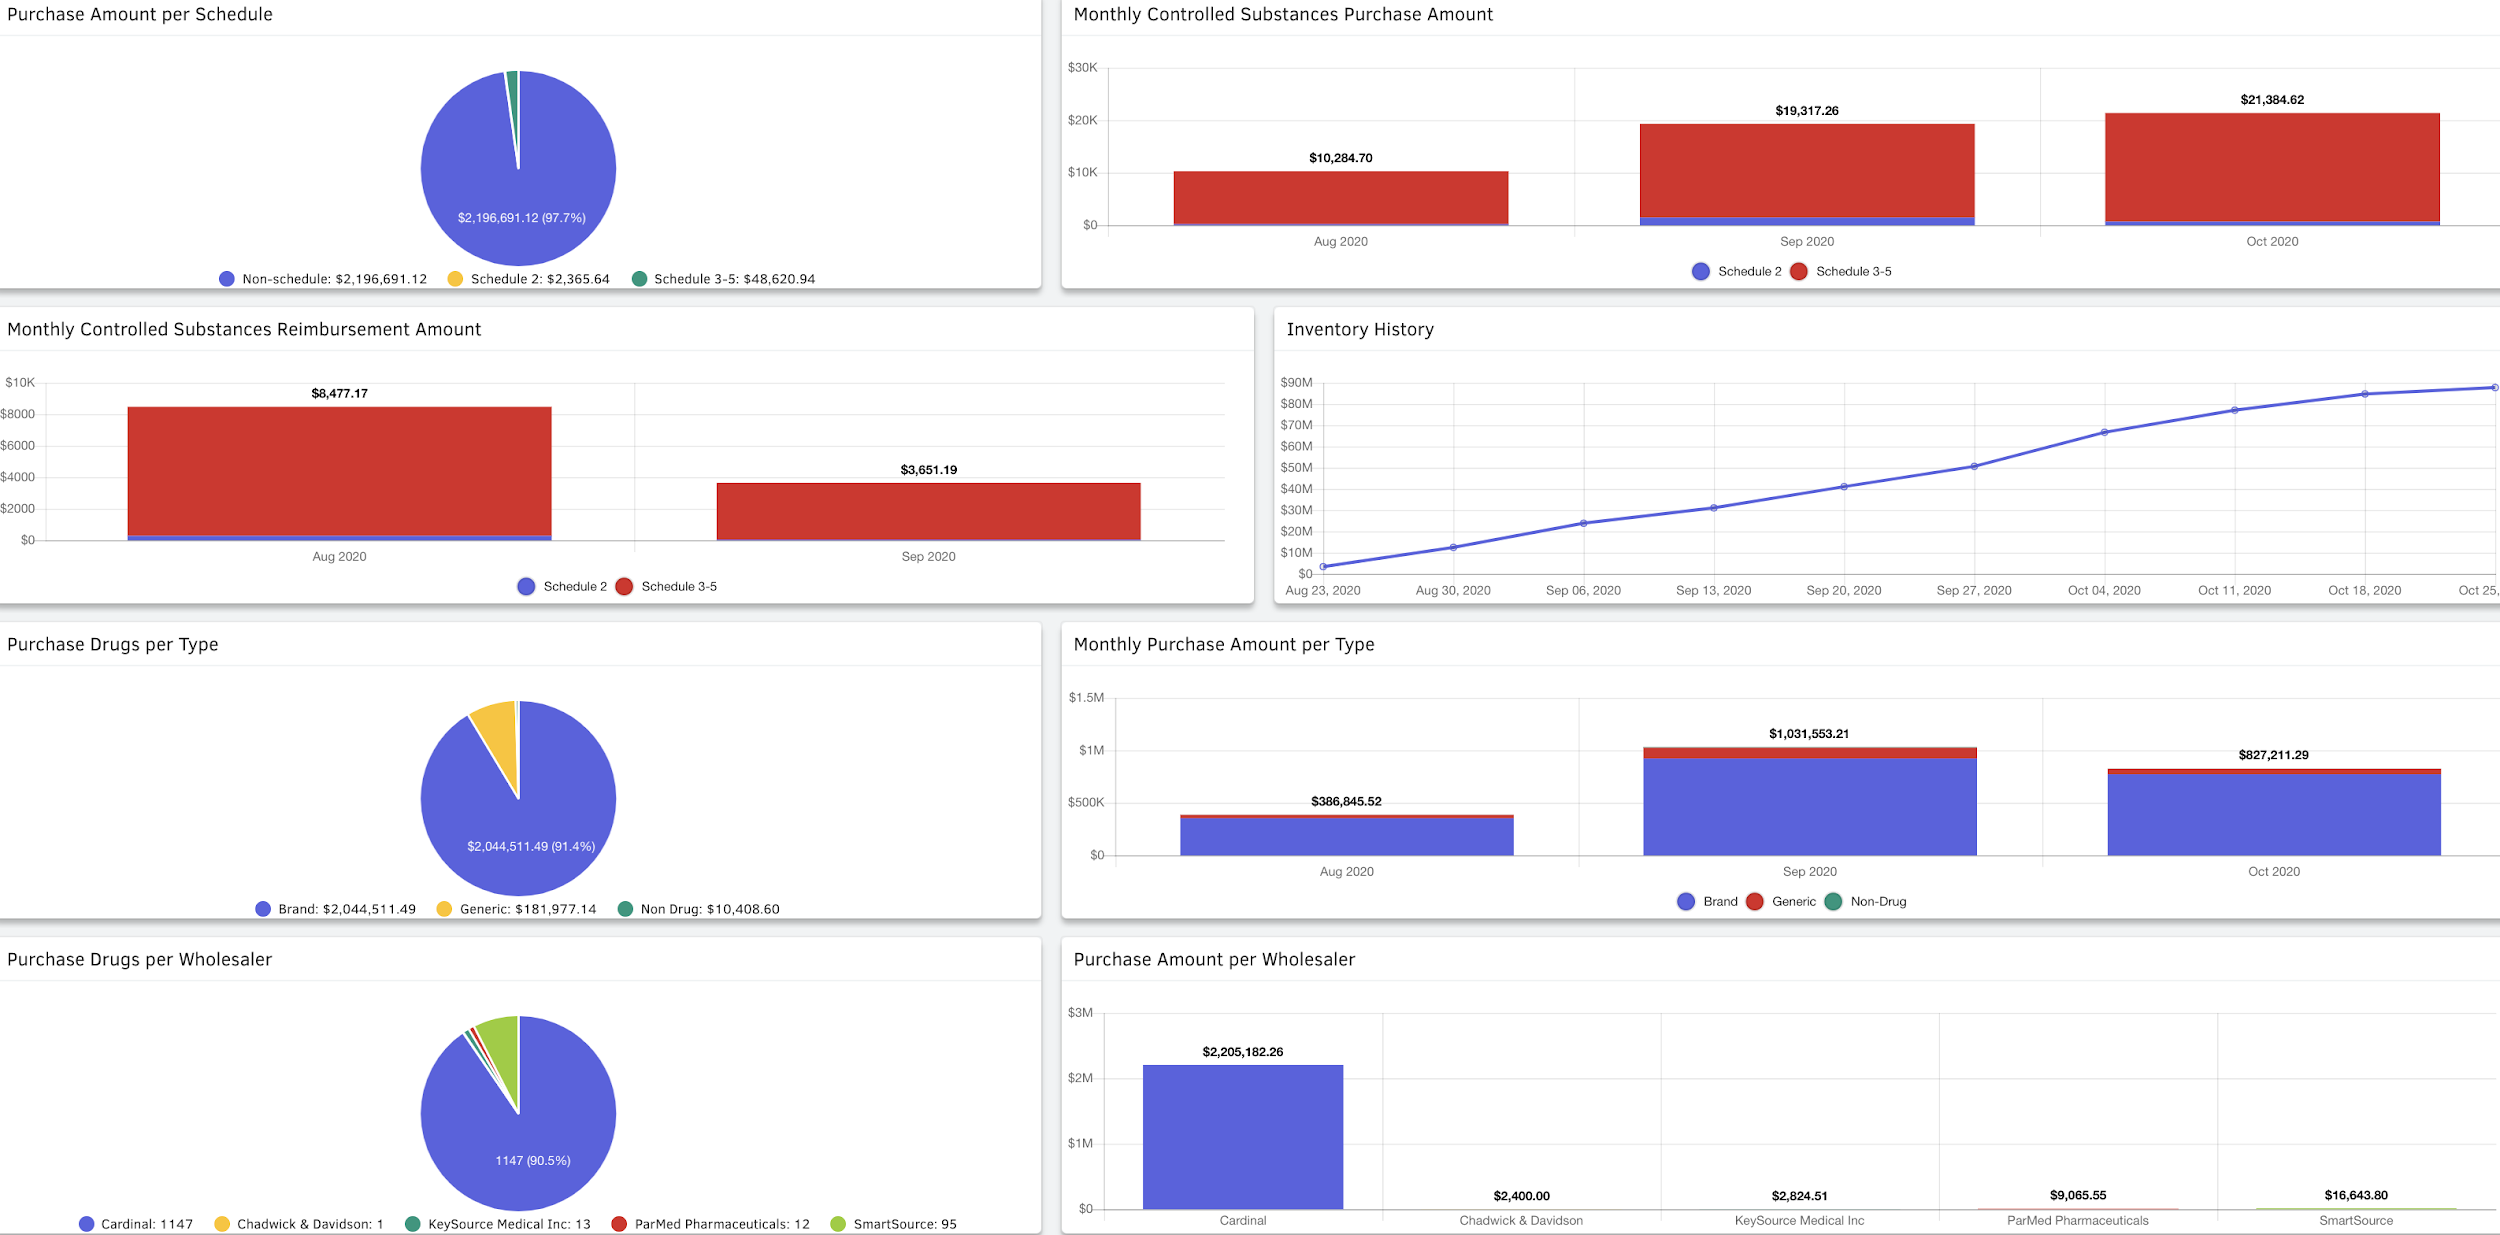 Purchase Amount per Schedule
$2,196,691.12 (97.7%)
Non-schedule: $2,196,691.12 Schedule 2: $2,365.64 Schedule 3-5: $48,620.94
Monthly Controlled Substances Purchase Amount
$30K
$20K
$10K
$0
$10,284.70
$19,317.26
$21,384.62
Aug 2020 Sep 2020 Oct 2020
Schedule 2 Schedule 3-5
Monthly Controlled Substances Reimbursement Amount
$10K
$8000
$6000
$4000
$2000
$0
$8,477.17
$3,651.19
Aug 2020 Sep 2020
Schedule 2 Schedule 3-5
Inventory History
$90M
$80M
$70M
$60M
$50M
$40M
$30M
$20M
$10M
$0
Aug 23, 2020 Aug 30, 2020 Sep 06, 2020 Sep 13, 2020 Sep 20, 2020 Sep 27, 2020 Oct 04, 2020 Oct 11, 2020 Oct 18, 2020 Oct 25,
Purchase Drugs per Type
$2,044,511.49 (91.4%)
Brand: $2,044,511.49 Generic: $181,977.14 Non Drug: $10,408.60
Monthly Purchase Amount per Type
$1.5M
$1M
$500K
$0
$386,845.52
$1,031,553.21
$827,211.29
Aug 2020 Sep 2020 Oct 2020
Brand Generic Non-Drug
Purchase Drugs per Wholesaler
1147 (90.5%)
Cardinal: 1147 Chadwick & Davidson: 1 KeySource Medical Inc: 13 ParMed Pharmaceuticals: 12 SmartSource: 95
Purchase Amount per Wholesaler
$3M
$2M
$1M
$0
$2,205,182.26
$2,400.00
$2,824.51
$9,065.55
$16,643.80
Cardinal Chadwick & Davidson KeySource Medical Inc ParMed Pharmaceuticals SmartSource